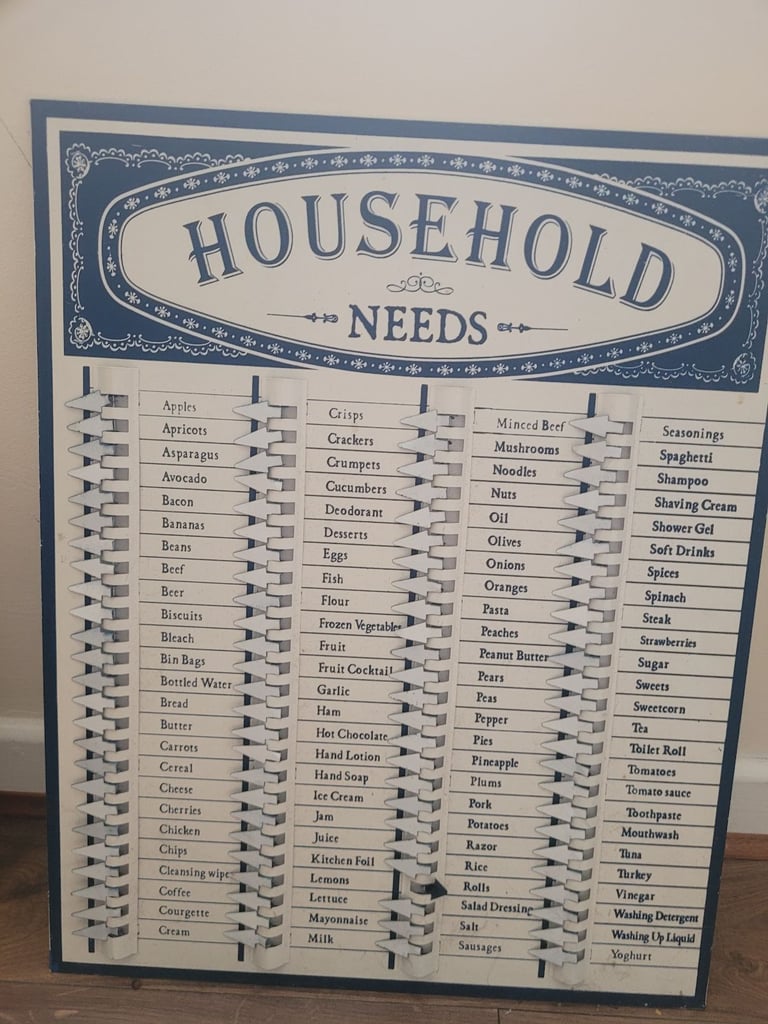 HOUSEHOLD
NEEDS
Apples
Apricots
Asparagus
Avocado
Bacon
Bananas
Beans
Beef
Beer
Biscuits
Bleach
Bin Bags
Bottled Water
Bread
Butter
Carrots
Cereal
Cheese
Cherries
Chicken
Chips
Cleansing wipe
Coffee
Courgette
Cream
Crisps
Crackers
Crumpets
Cucumbers
Deodorant
Desserts
Eggs
Fish
Flour
Frozen Vegetables
Fruit
Fruit Cocktail
Garlic
Ham
Hot Chocolate
Hand Lotion
Hand Soap
Ice Cream
Jam
Juice
Kitchen Foil
Lemons
Lettuce
Mayonnaise
Milk
Minced Beef
Mushrooms
Noodles
Nuts
Oil
Olives
Onions
Oranges
Pasta
Peaches
Peanut Butter
Pears
Peas
Pepper
Pies
Pineapple
Plums
Pork
Potatoes
Razor
Rice
Rolls
Salad Dressing
Salt
Sausages
Seasonings
Spaghetti
Shampoo
Shaving Cream
Shower Gel
Soft Drinks
Spices
Spinach
Steak
Strawberries
Sugar
Sweets
Sweetcorn
Tea
Toilet Roll
Tomatoes
Tomato sauce
Toothpaste
Mouthwash
Tuna
Turkey
Vinegar
Washing Detergent
Washing Up Liquid
Yoghurt